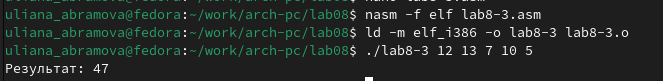 uliana_abramova@fedora:~/work/arch-pc/lab08$ nasm -f elf lab8-3.asm
uliana_abramova@fedora:~/work/arch-pc/lab08$ ld -m elf_i386 -o lab8-3 lab8-3.o
uliana_abramova@fedora:~/work/arch-pc/lab08$ ./lab8-3 12 13 7 10 5
Результат: 47